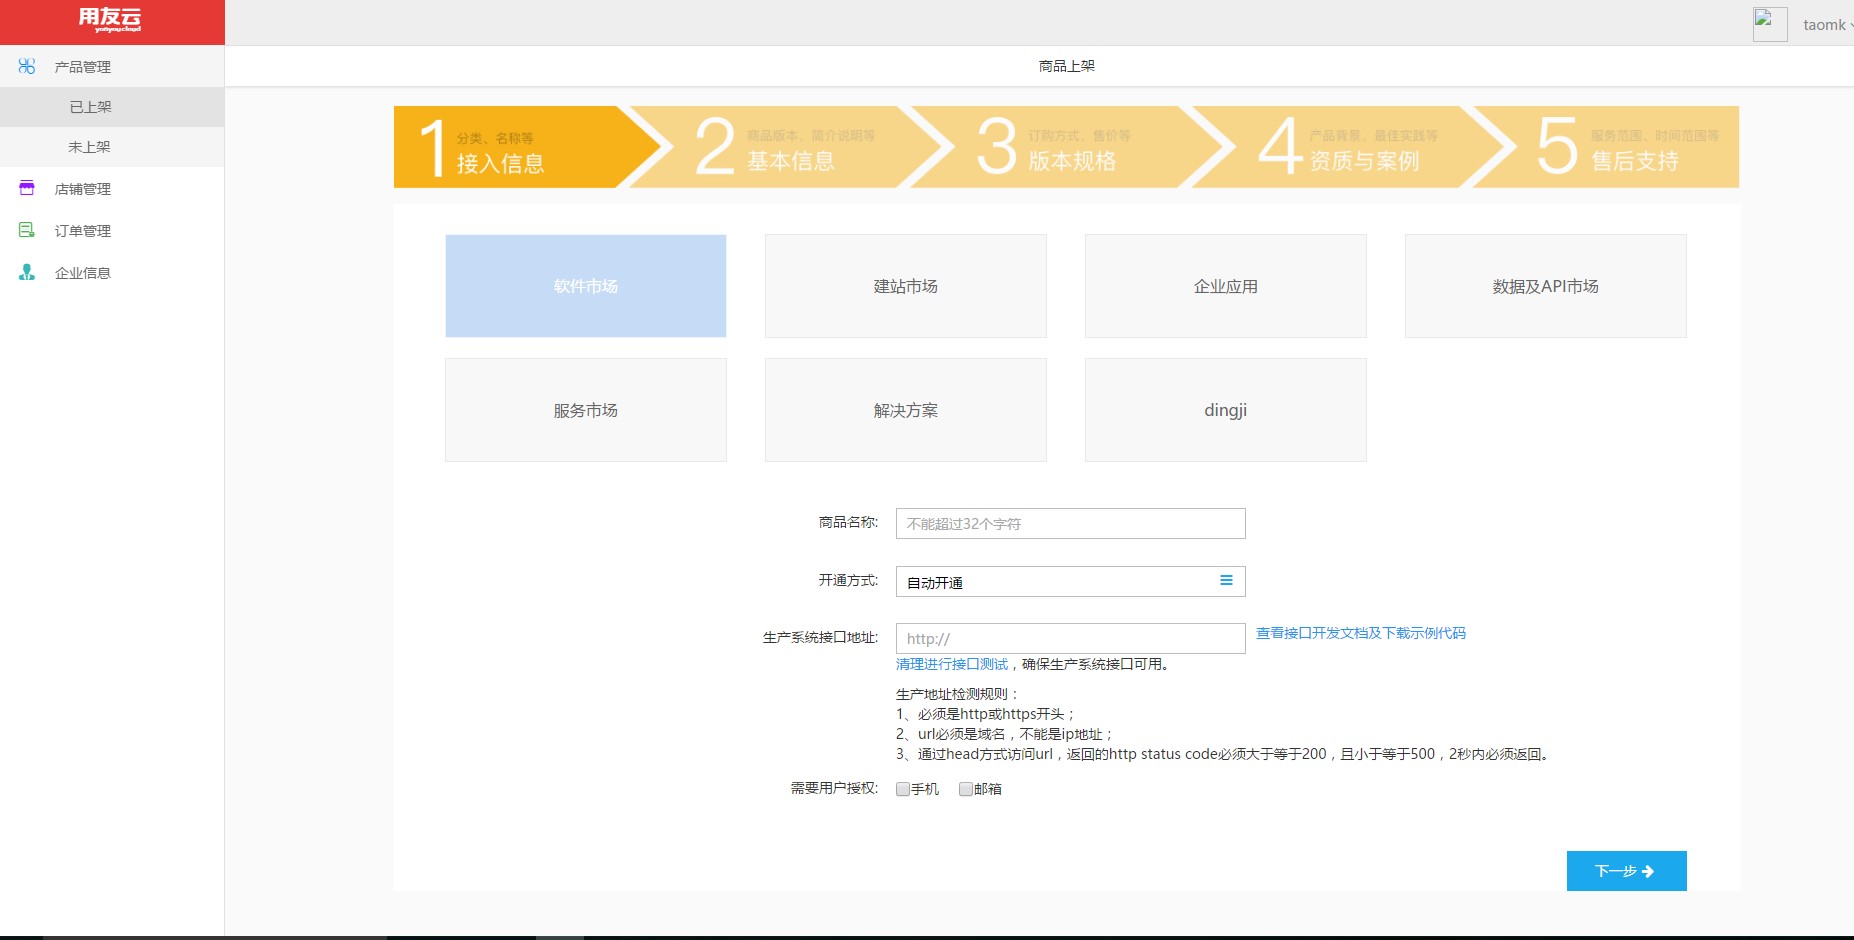 用友云
yonyou cloud
taomk
产品管理
已上架
未上架
店铺管理
订单管理
企业信息
商品上架
1 分类、名称等
接入信息
2 商品版本、简介说明等
基本信息
3 订购方式、售价等
版本规格
4 产品背景、最佳实践等
资质与案例
5 服务范围、时间范围等
售后支持
软件市场
建站市场
企业应用
数据及API市场
服务市场
解决方案
dingji
商品名称: 不能超过32个字符
开通方式: 自动开通
生产系统接口地址: http:// 查看接口开发文档及下载示例代码
清理进行接口测试，确保生产系统接口可用。
生产地址检测规则：
1、必须是http或https开头；
2、url必须是域名，不能是ip地址；
3、通过head方式访问url，返回的http status code必须大于等于200，且小于等于500，2秒内必须返回。
需要用户授权: 手机 邮箱
下一步